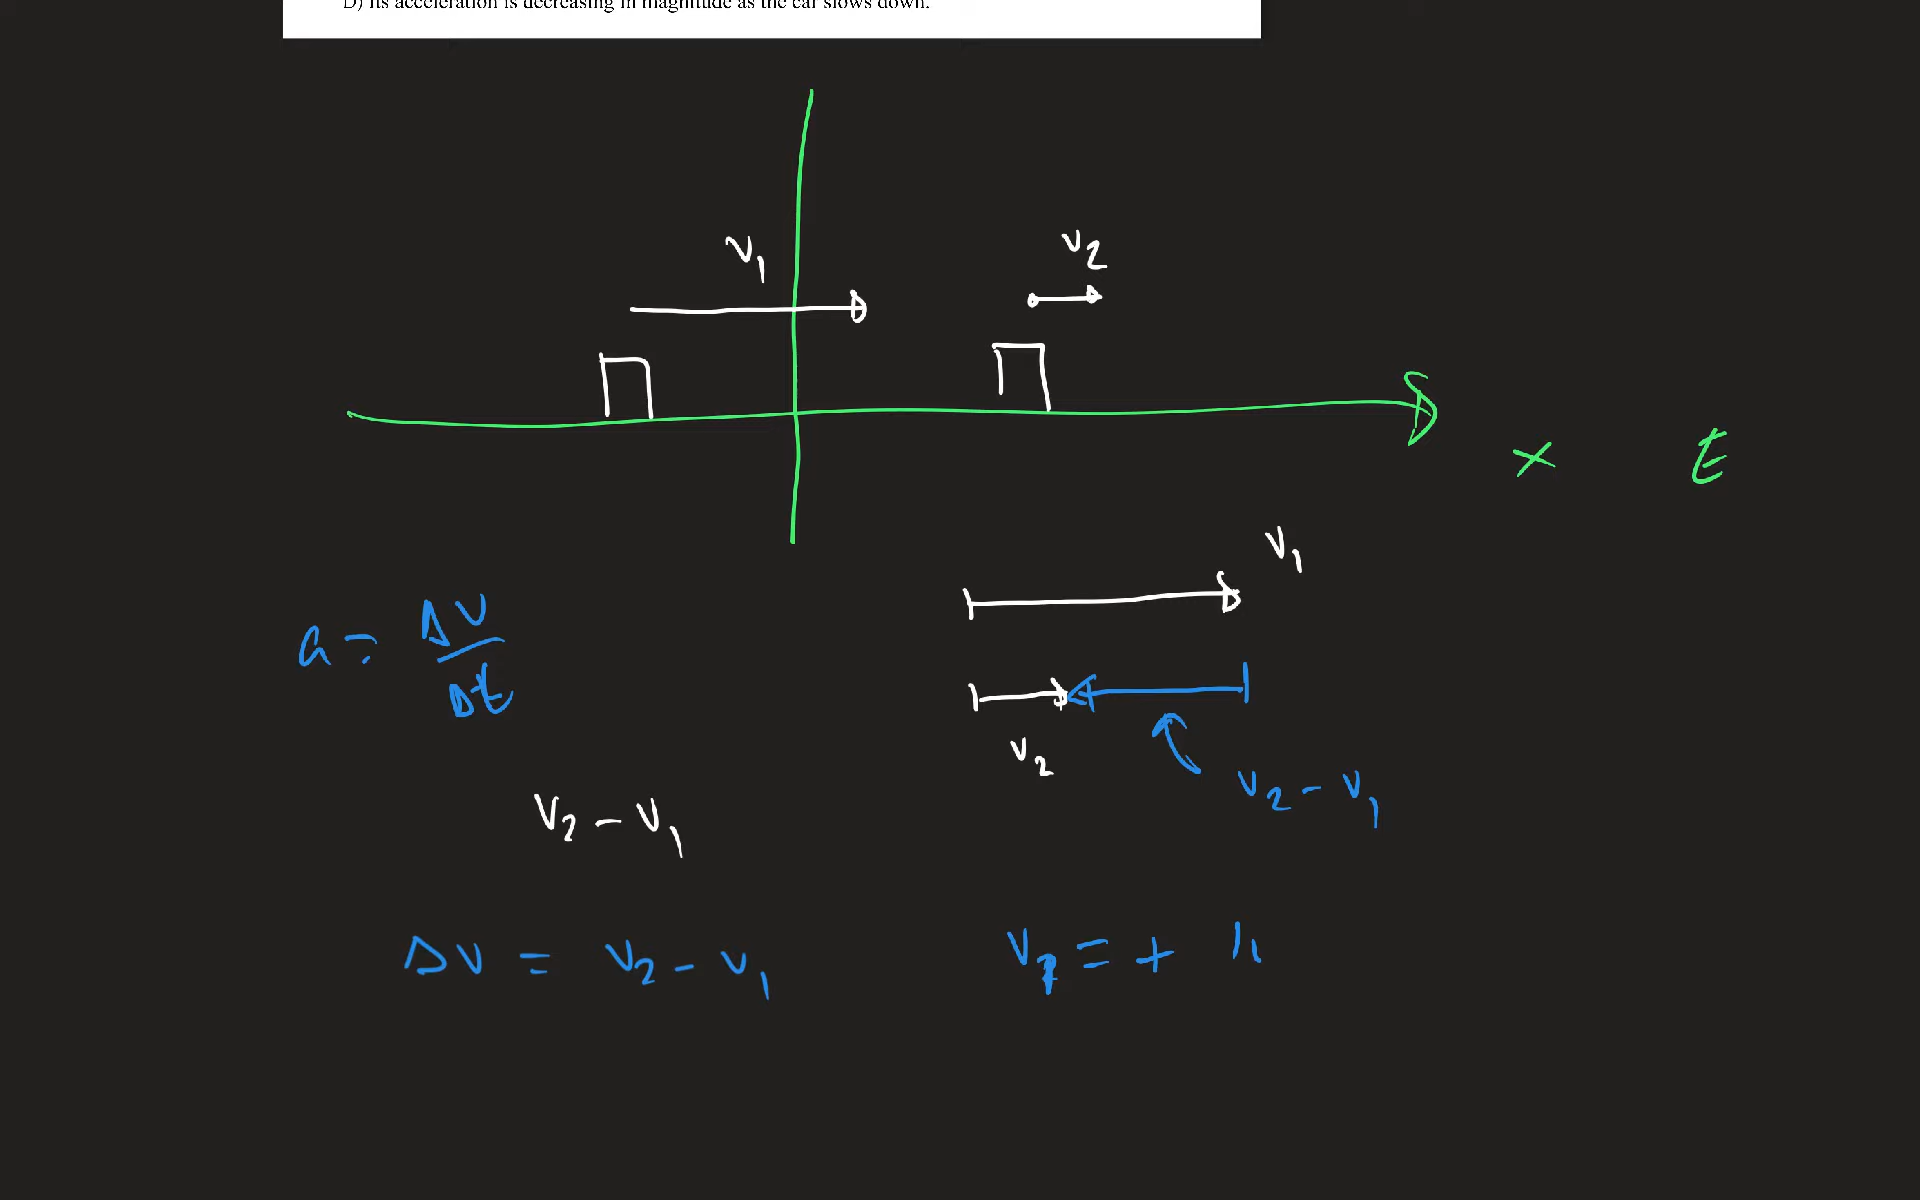 D) Its acceleration is decreasing in magnitude as the car slows down.
V1
V2
x E
V1
a = ΔV
Δt
V2
V2 - V1
V2 - V1
ΔV = V2 - V1
V = +